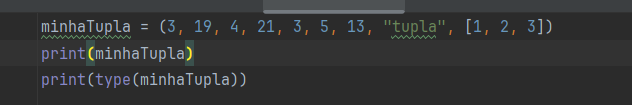 minhaTupla = (3, 19, 4, 21, 3, 5, 13, "tupla", [1, 2, 3])
print(minhaTupla)
print(type(minhaTupla))